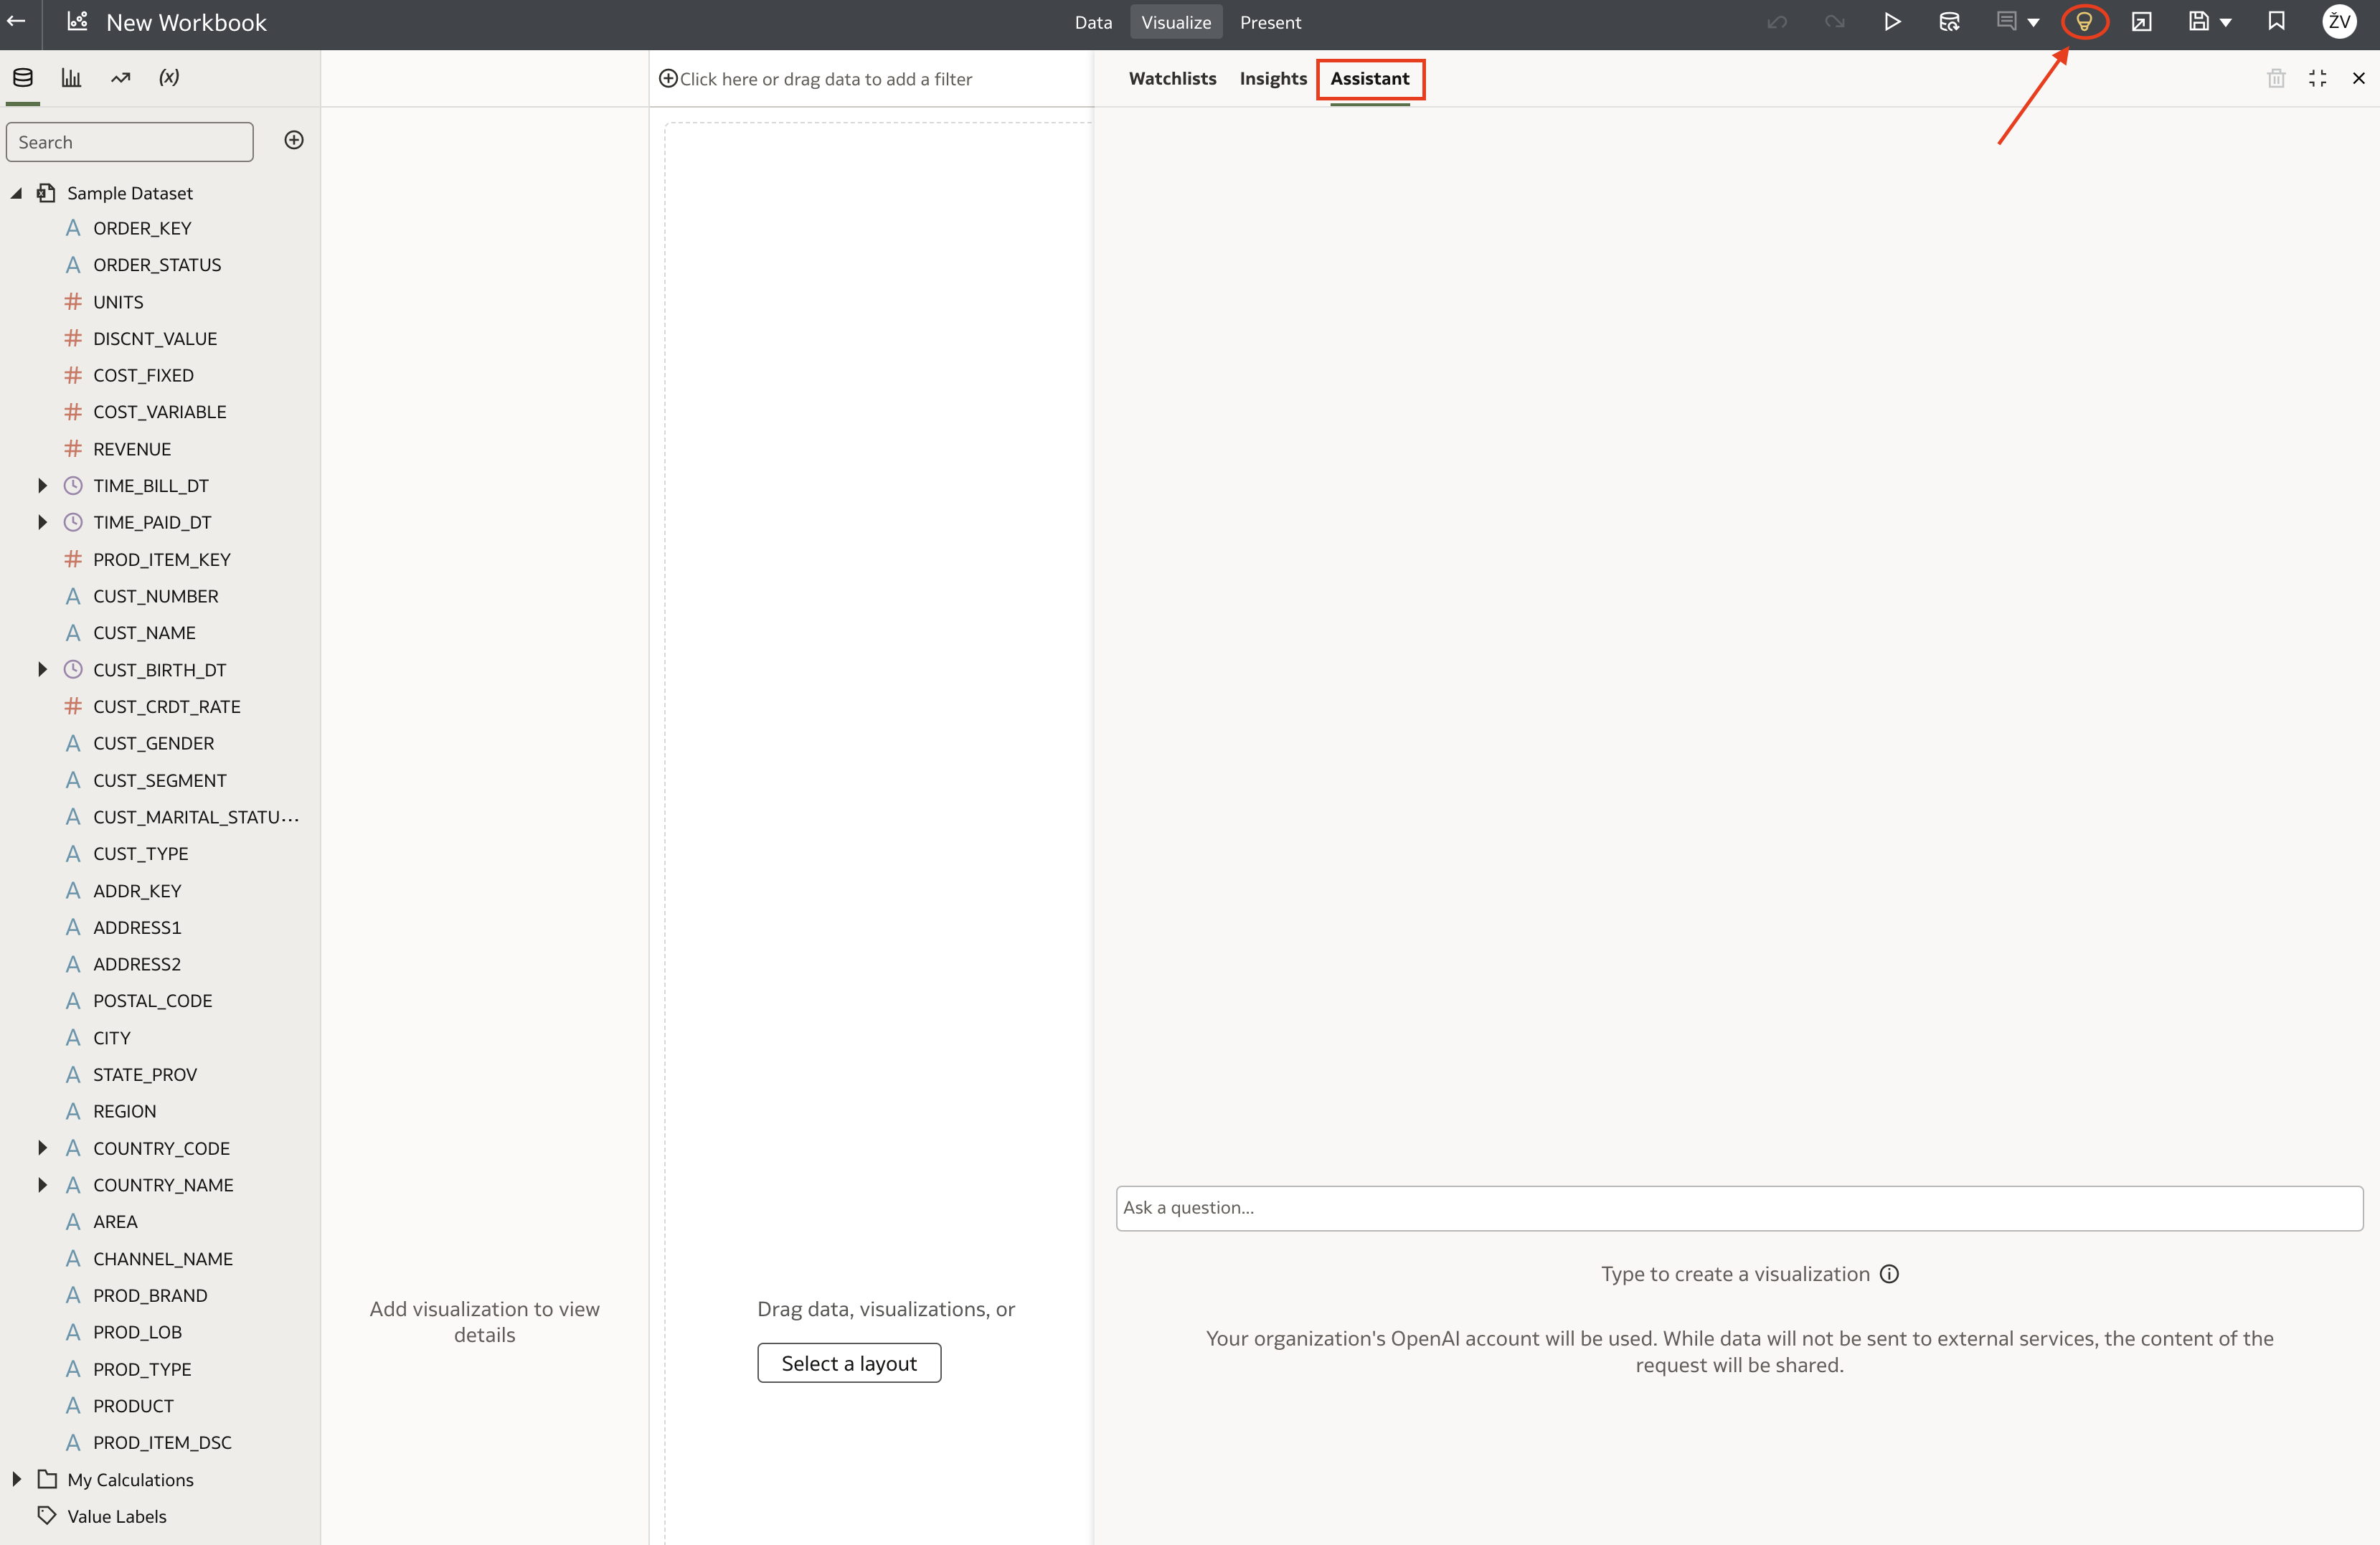 New Workbook
Data Visualize Present
ŽV
(x)
Click here or drag data to add a filter
Watchlists Insights Assistant
Search
Sample Dataset
A ORDER_KEY
A ORDER_STATUS
# UNITS
# DISCNT_VALUE
# COST_FIXED
# COST_VARIABLE
# REVENUE
TIME_BILL_DT
TIME_PAID_DT
# PROD_ITEM_KEY
A CUST_NUMBER
A CUST_NAME
CUST_BIRTH_DT
# CUST_CRDT_RATE
A CUST_GENDER
A CUST_SEGMENT
A CUST_MARITAL_STATU...
A CUST_TYPE
A ADDR_KEY
A ADDRESS1
A ADDRESS2
A POSTAL_CODE
A CITY
A STATE_PROV
A REGION
A COUNTRY_CODE
A COUNTRY_NAME
A AREA
A CHANNEL_NAME
A PROD_BRAND
A PROD_LOB
A PROD_TYPE
A PRODUCT
A PROD_ITEM_DSC
My Calculations
Value Labels
Add visualization to view
details
Drag data, visualizations, or
Select a layout
Ask a question...
Type to create a visualization
Your organization's OpenAI account will be used. While data will not be sent to external services, the content of the
request will be shared.